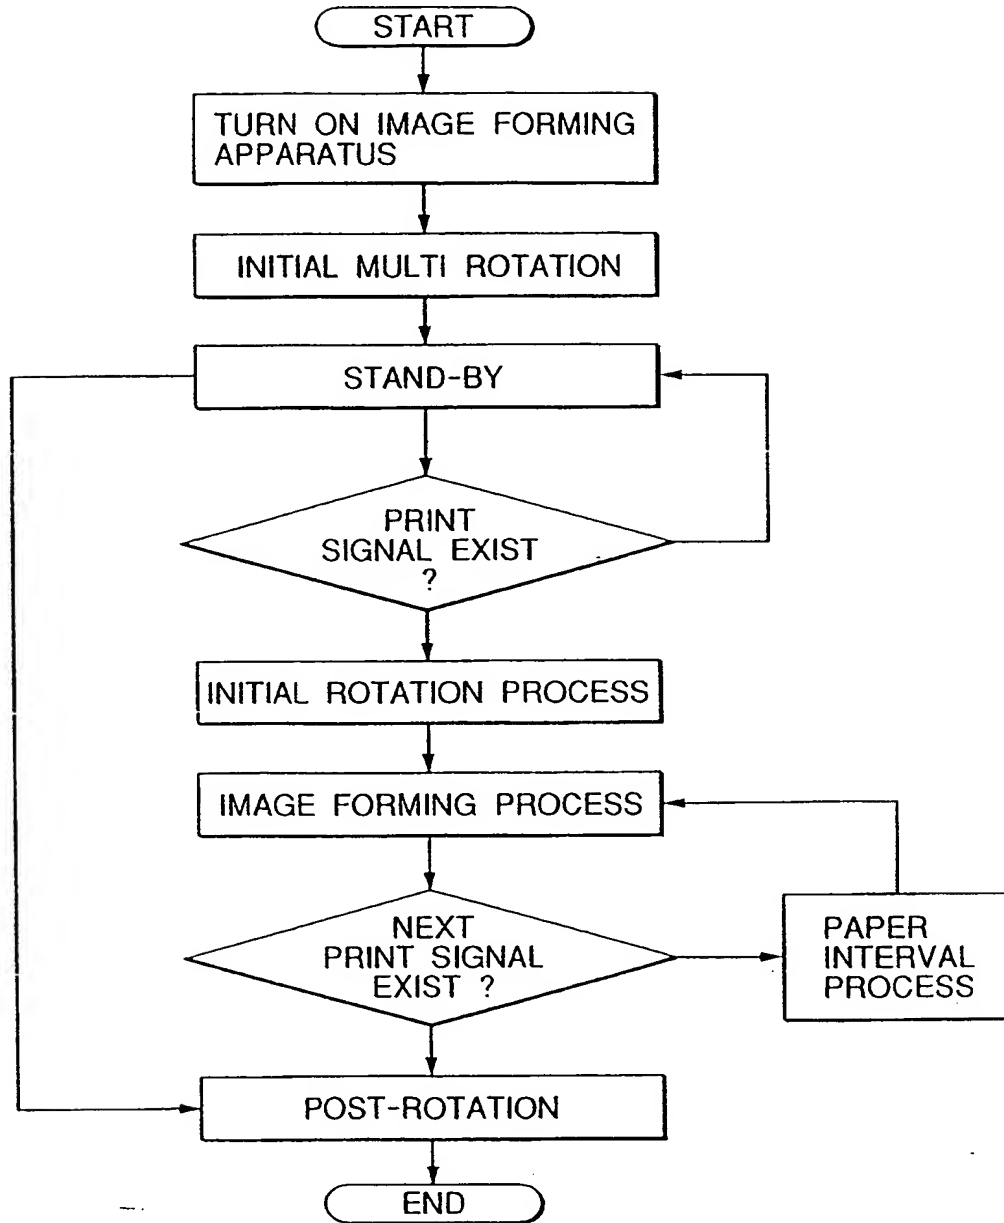 START
TURN ON IMAGE FORMING
APPARATUS
INITIAL MULTI ROTATION
STAND-BY
PRINT
SIGNAL EXIST
?
INITIAL ROTATION PROCESS
IMAGE FORMING PROCESS
NEXT
PRINT SIGNAL
EXIST ?
PAPER
INTERVAL
PROCESS
POST-ROTATION
END